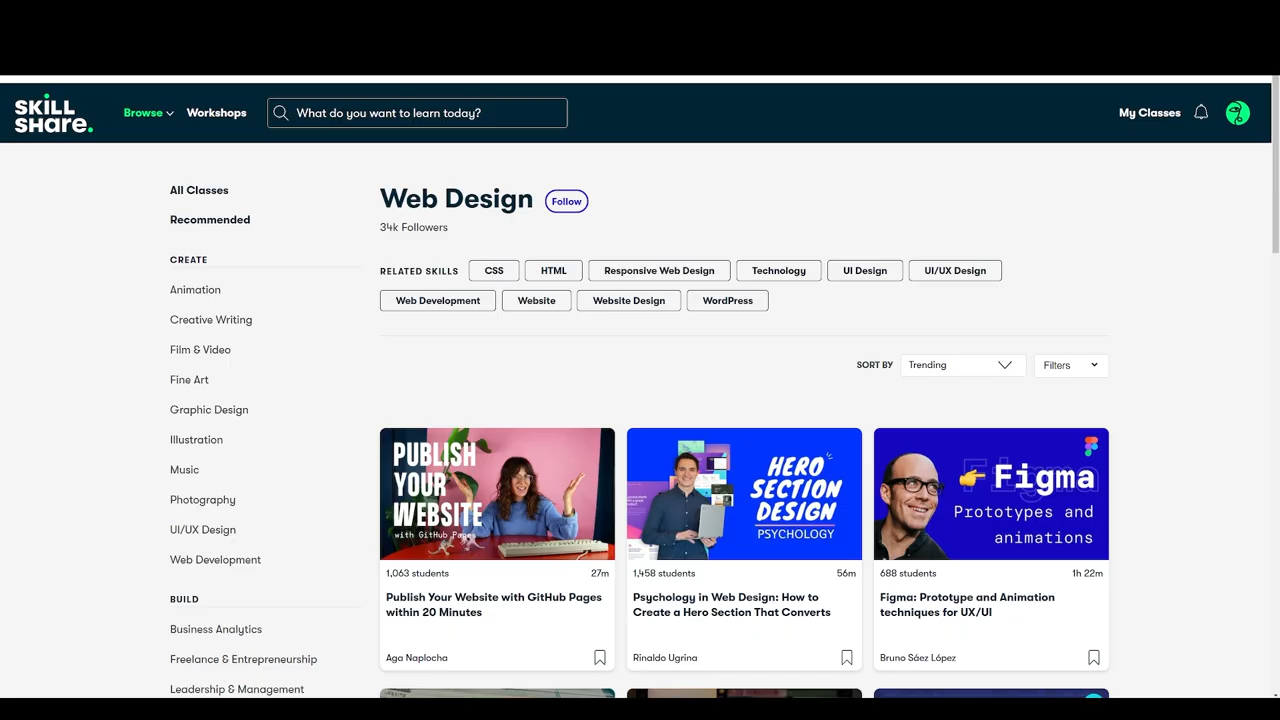 SKILL
SHARE.
Browse
Workshops
What do you want to learn today?
My Classes
All Classes
Recommended
CREATE
Animation
Creative Writing
Film & Video
Fine Art
Graphic Design
Illustration
Music
Photography
UI/UX Design
Web Development
BUILD
Business Analytics
Freelance & Entrepreneurship
Leadership & Management
Web Design
Follow
34k Followers
RELATED SKILLS
CSS
HTML
Responsive Web Design
Technology
UI Design
UI/UX Design
Web Development
Website
Website Design
WordPress
SORT BY
Trending
Filters
PUBLISH
YOUR
WEBSITE
with GitHub Pages
1,063 students
27m
Publish Your Website with GitHub Pages
within 20 Minutes
Aga Naplocha
HERO
SECTION
DESIGN
PSYCHOLOGY
1,458 students
56m
Psychology in Web Design: How to
Create a Hero Section That Converts
Rinaldo Ugrina
Figma
Prototypes and
animations
688 students
1h 22m
Figma: Prototype and Animation
techniques for UX/UI
Bruno Sáez López